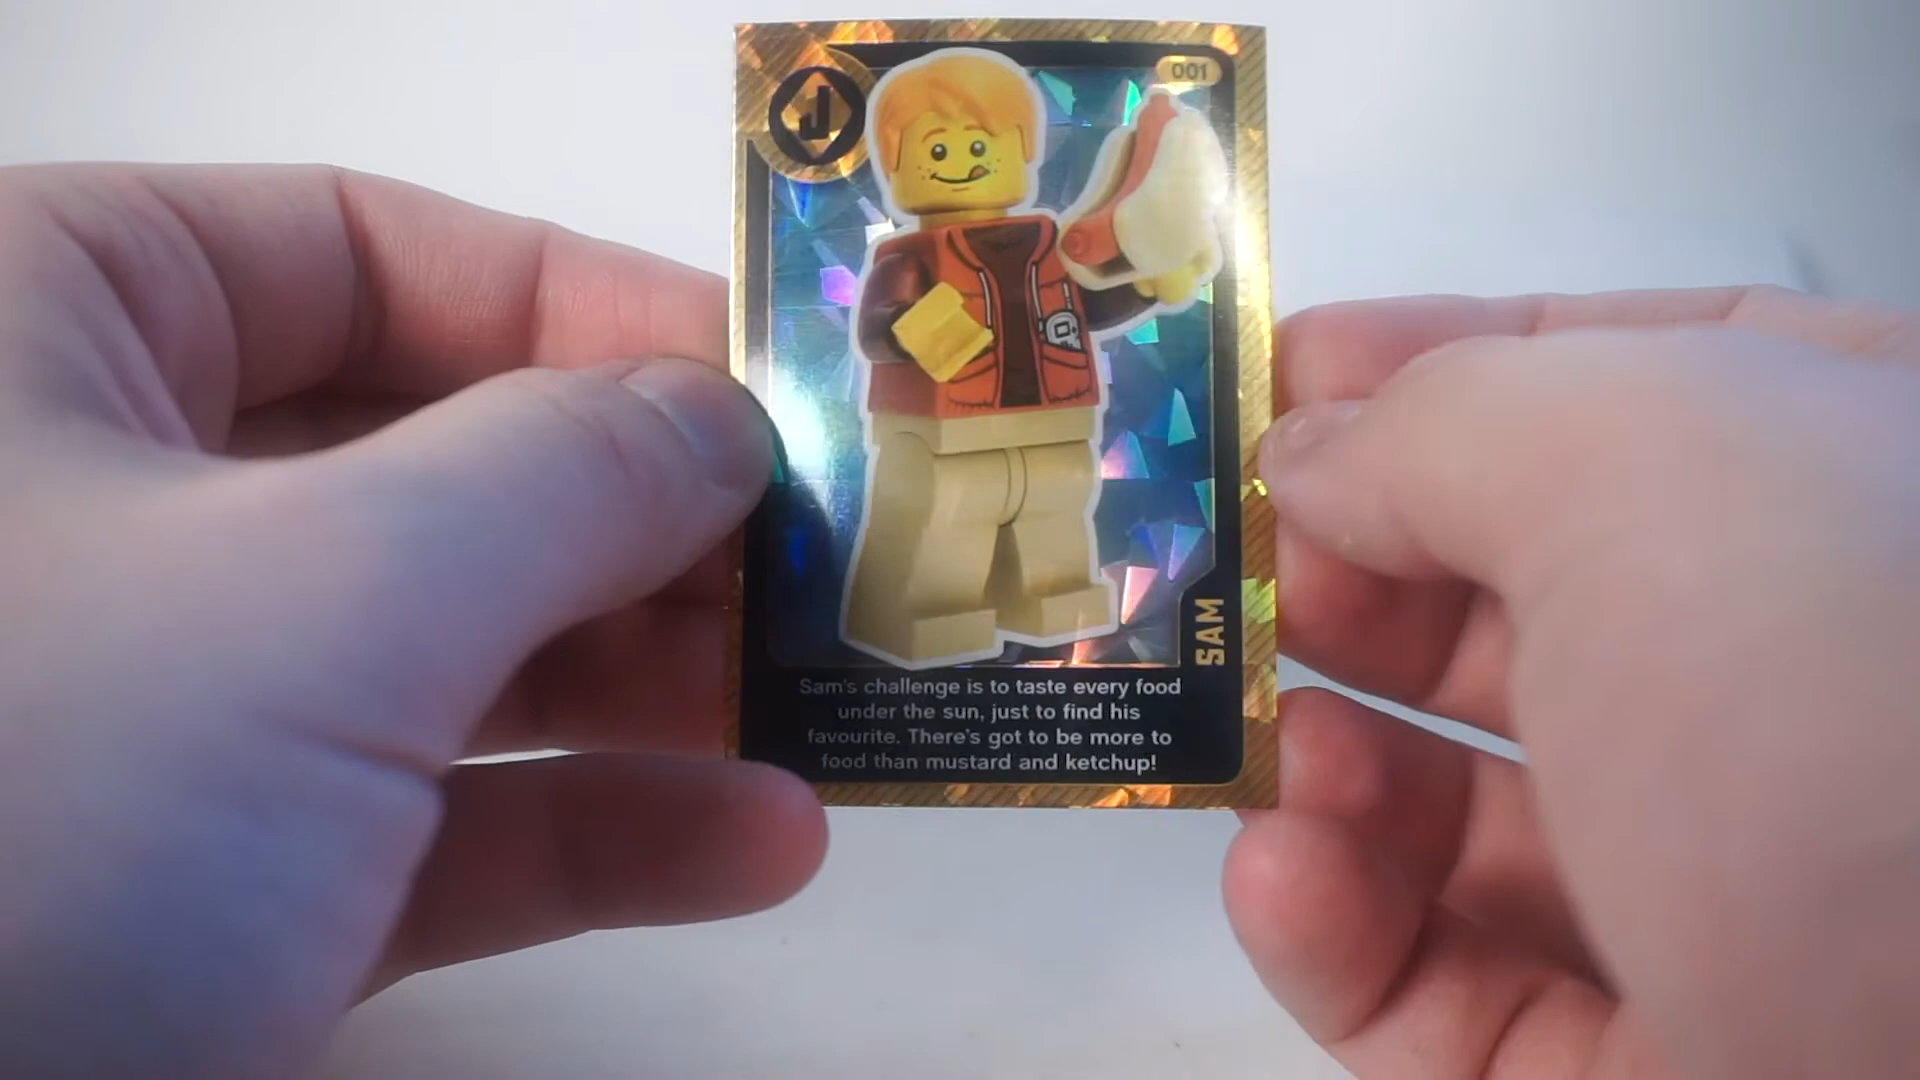 J
001
SAM
Sam's challenge is to taste every food
under the sun, just to find his
favourite. There's got to be more to
food than mustard and ketchup!